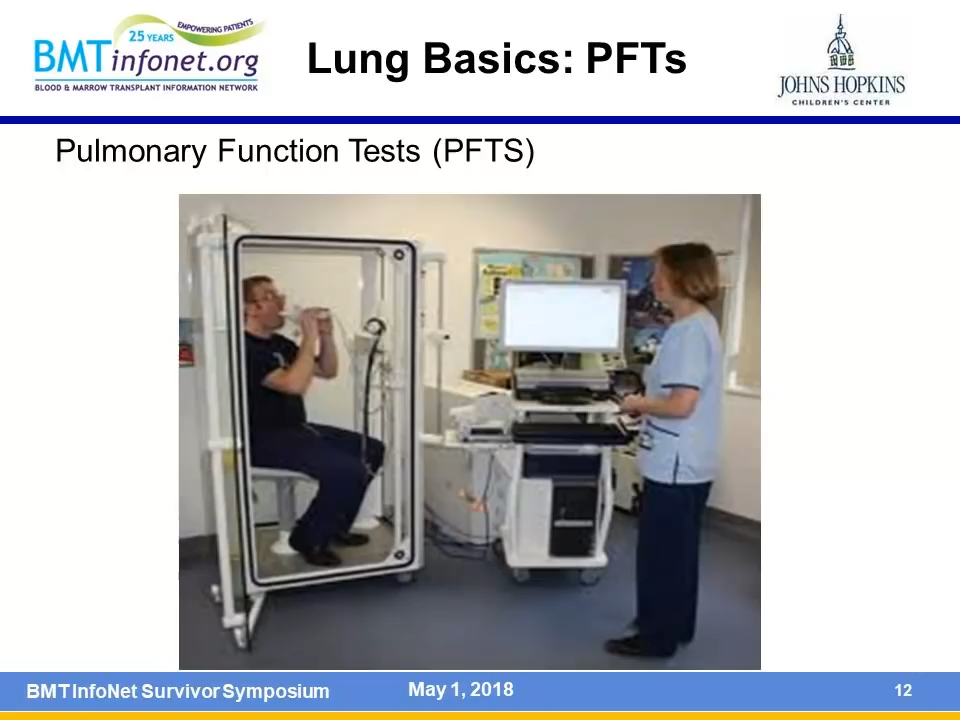 25 YEARS
EMPOWERING PATIENTS
BMTinfonet.org
BLOOD & MARROW TRANSPLANT INFORMATION NETWORK
Lung Basics: PFTs
JOHNS HOPKINS
CHILDREN'S CENTER
Pulmonary Function Tests (PFTS)
BMT InfoNet Survivor Symposium
May 1, 2018
12